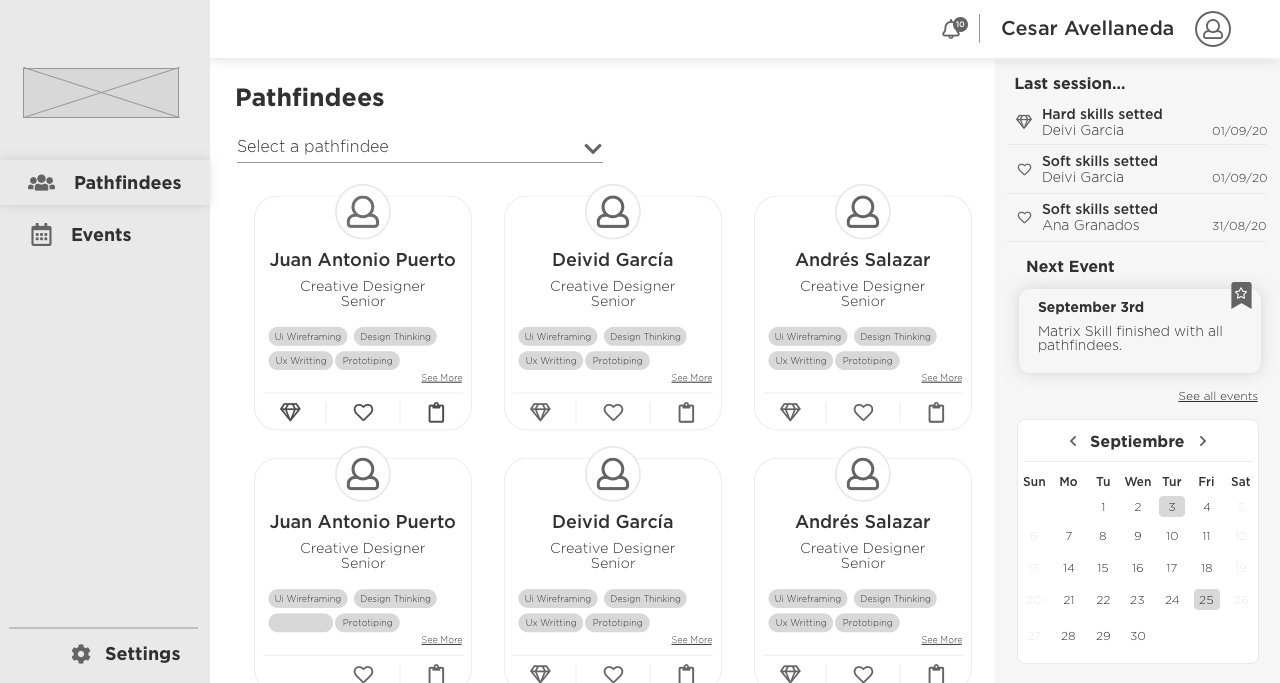 10
Cesar Avellaneda
Pathfindees
Events
Settings
Pathfindees
Select a pathfindee
Juan Antonio Puerto
Creative Designer
Senior
Ui Wireframing
Design Thinking
Ux Writting
Prototiping
See More
Deivid García
Creative Designer
Senior
Ui Wireframing
Design Thinking
Ux Writting
Prototiping
See More
Andrés Salazar
Creative Designer
Senior
Ui Wireframing
Design Thinking
Ux Writting
Prototiping
See More
Juan Antonio Puerto
Creative Designer
Senior
Ui Wireframing
Design Thinking
Prototiping
See More
Deivid García
Creative Designer
Senior
Ui Wireframing
Design Thinking
Ux Writting
Prototiping
See More
Andrés Salazar
Creative Designer
Senior
Ui Wireframing
Design Thinking
Ux Writting
Prototiping
See More
Last session...
Hard skills setted
Deivi Garcia 01/09/20
Soft skills setted
Deivi Garcia 01/09/20
Soft skills setted
Ana Granados 31/08/20
Next Event
September 3rd
Matrix Skill finished with all
pathfindees.
See all events
Septiembre
Sun Mo Tu Wen Tur Fri Sat
1 2 3 4 5
6 7 8 9 10 11 12
13 14 15 16 17 18 19
20 21 22 23 24 25 26
27 28 29 30